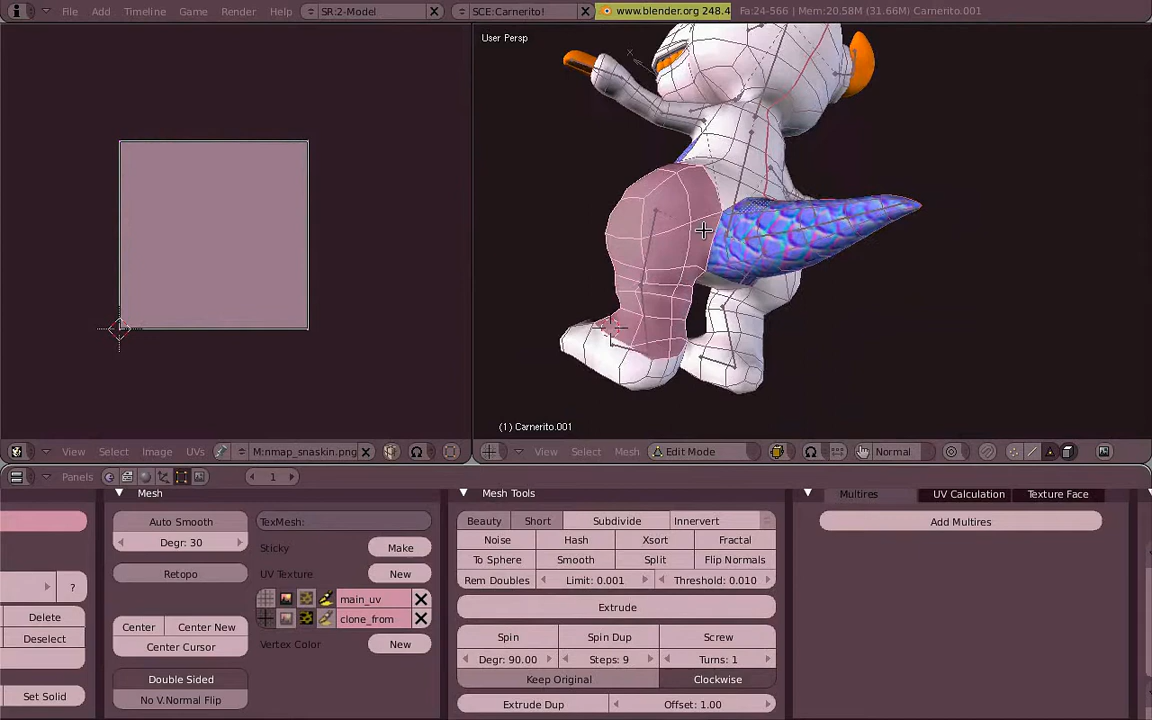 File Add Timeline Game Render Help SR:2-Model SCE:Carnerito! www.blender.org 248.4 Fa:24-566 | Mem:20.58M (31.66M) Carnerito.001
User Persp
(1) Carnerito.001
View Select Image UVs M:nmap_snaskin.png View Select Mesh Edit Mode Normal
Panels 1
Mesh Mesh Tools Multires UV Calculation Texture Face
Auto Smooth TexMesh: Beauty Short Subdivide Innervert Add Multires
Degr: 30 Sticky Make Noise Hash Xsort Fractal
To Sphere Smooth Split Flip Normals
Retopo UV Texture New Rem Doubles Limit: 0.001 Threshold: 0.010
? main_uv Extrude
Delete clone_from
Center Center New
Deselect Center Cursor Vertex Color New Spin Spin Dup Screw
Degr: 90.00 Steps: 9 Turns: 1
Double Sided Keep Original Clockwise
Set Solid No V.Normal Flip Extrude Dup Offset: 1.00